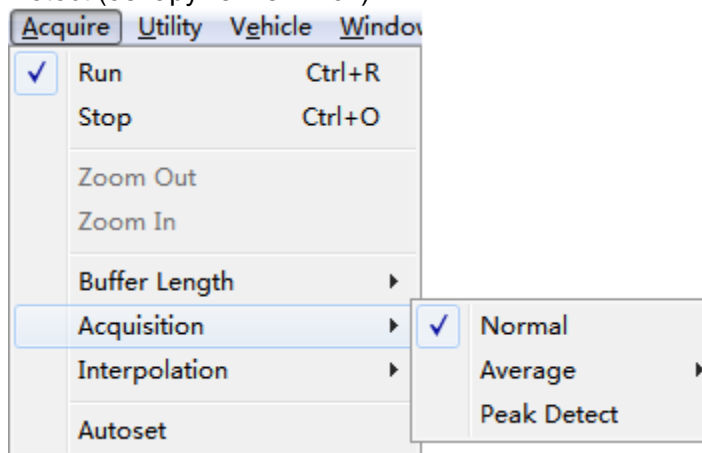 Acquire Utility Vehicle
Run Ctrl+R
Stop Ctrl+O
Zoom Out
Zoom In
Buffer Length
Acquisition
Normal
Interpolation
Average
Peak Detect
Autoset